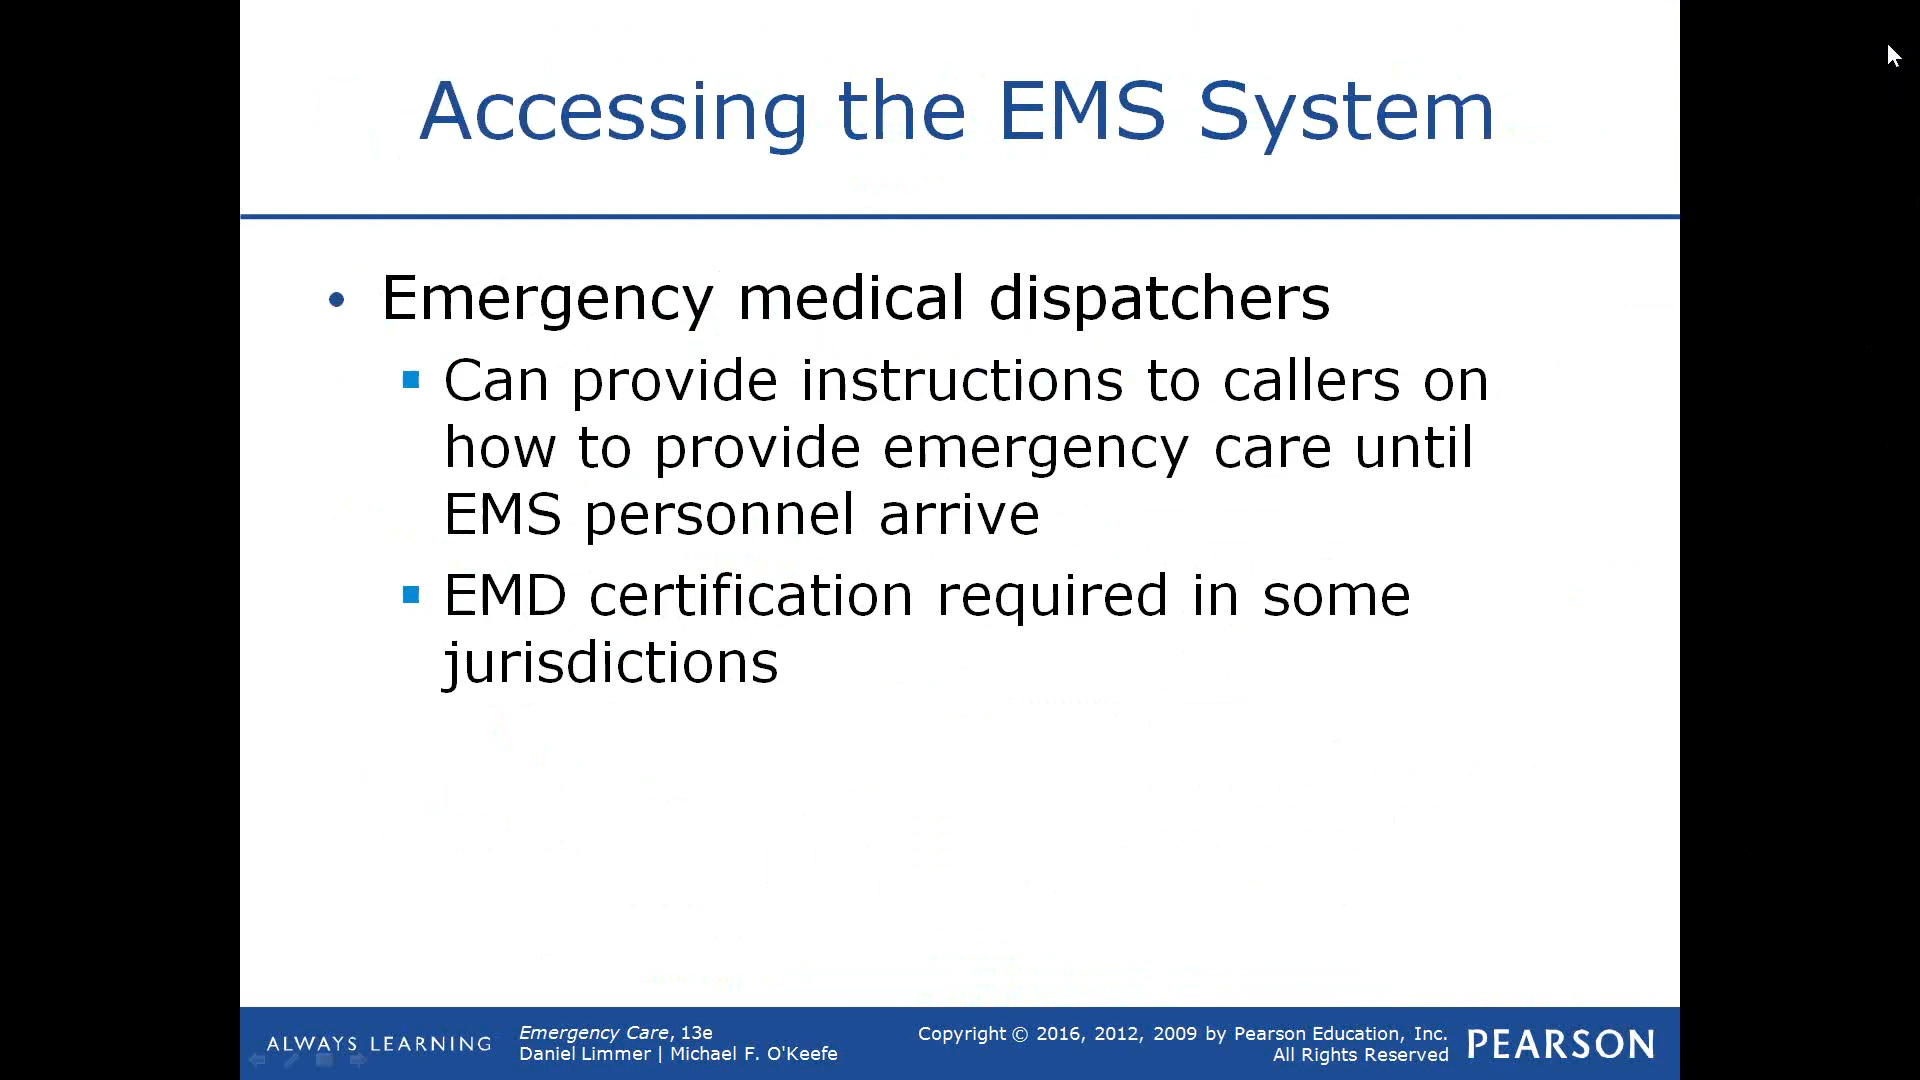 Accessing the EMS System
• Emergency medical dispatchers
▪ Can provide instructions to callers on
how to provide emergency care until
EMS personnel arrive
▪ EMD certification required in some
jurisdictions
ALWAYS LEARNING
Emergency Care, 13e
Daniel Limmer | Michael F. O'Keefe
Copyright © 2016, 2012, 2009 by Pearson Education, Inc.
All Rights Reserved
PEARSON